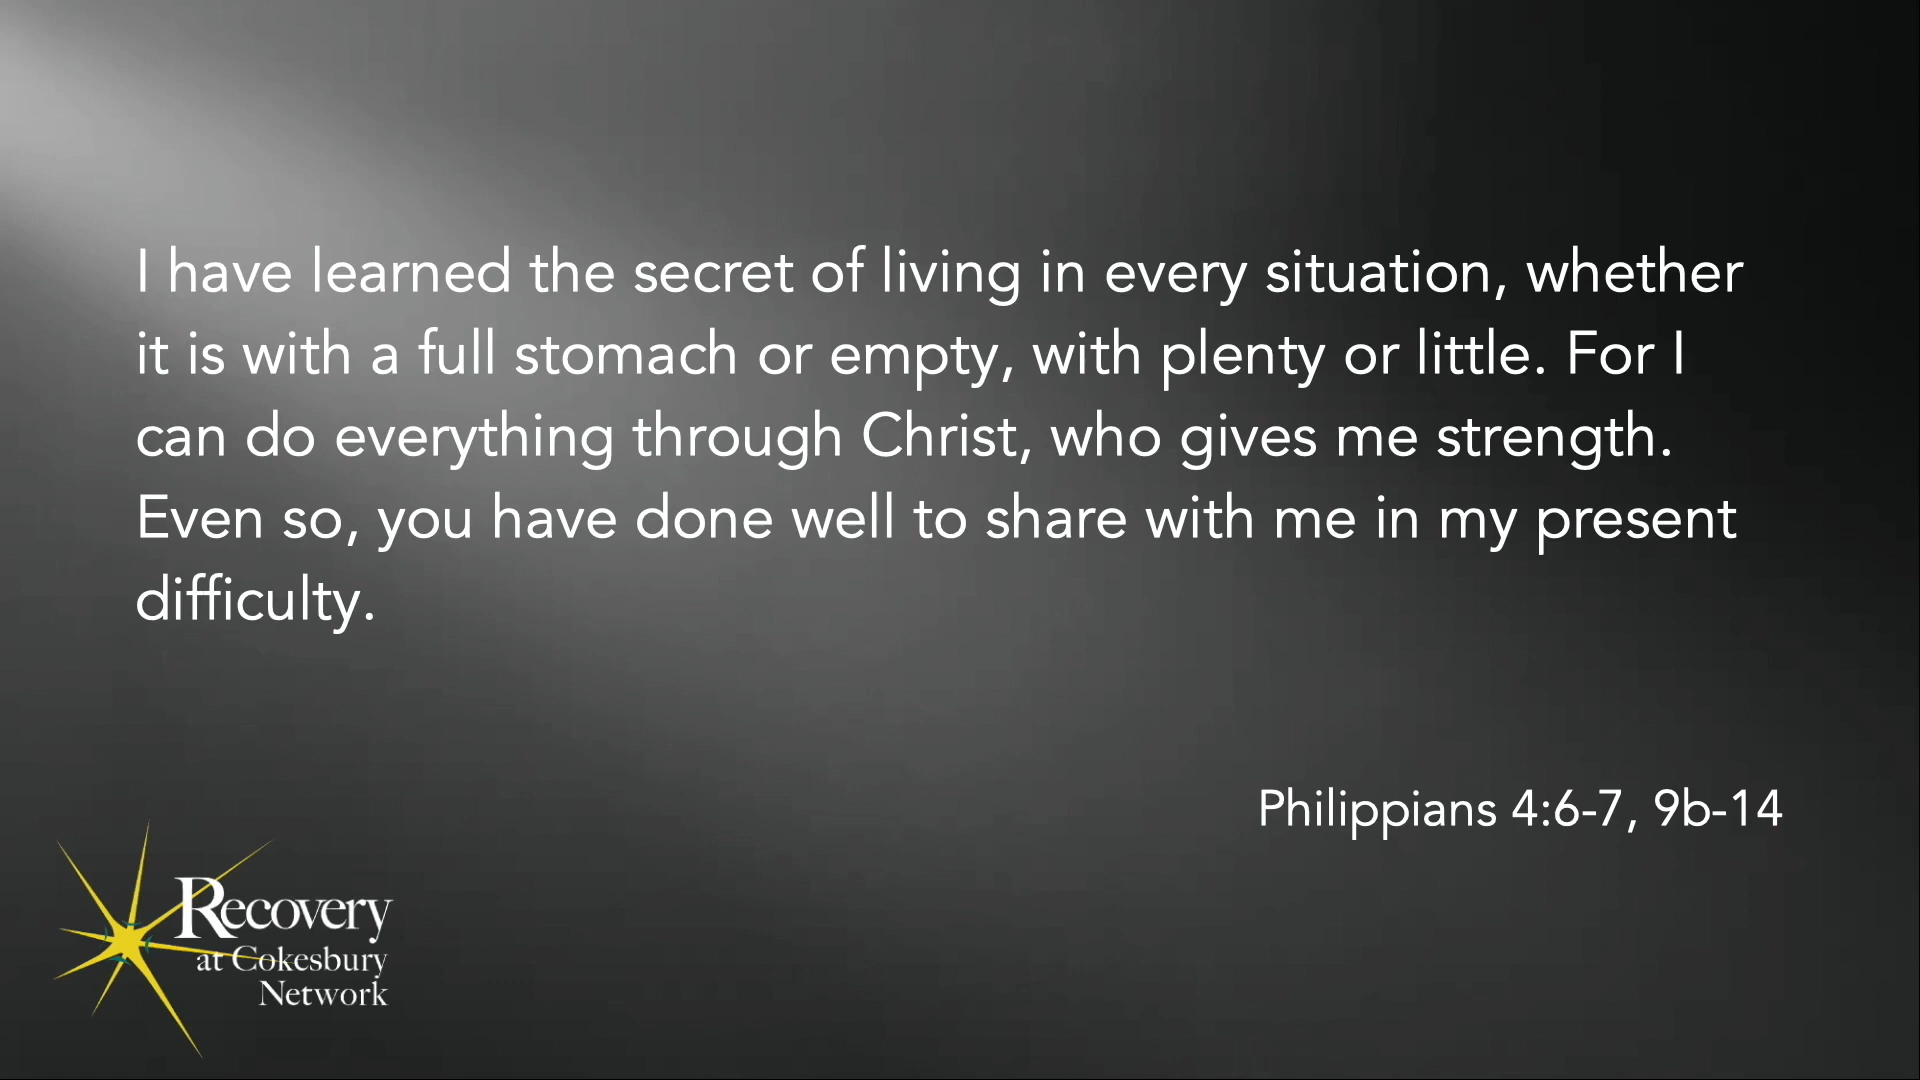 I have learned the secret of living in every situation, whether
it is with a full stomach or empty, with plenty or little. For I
can do everything through Christ, who gives me strength.
Even so, you have done well to share with me in my present
difficulty.
Philippians 4:6-7, 9b-14
Recovery
at Cokesbury
Network